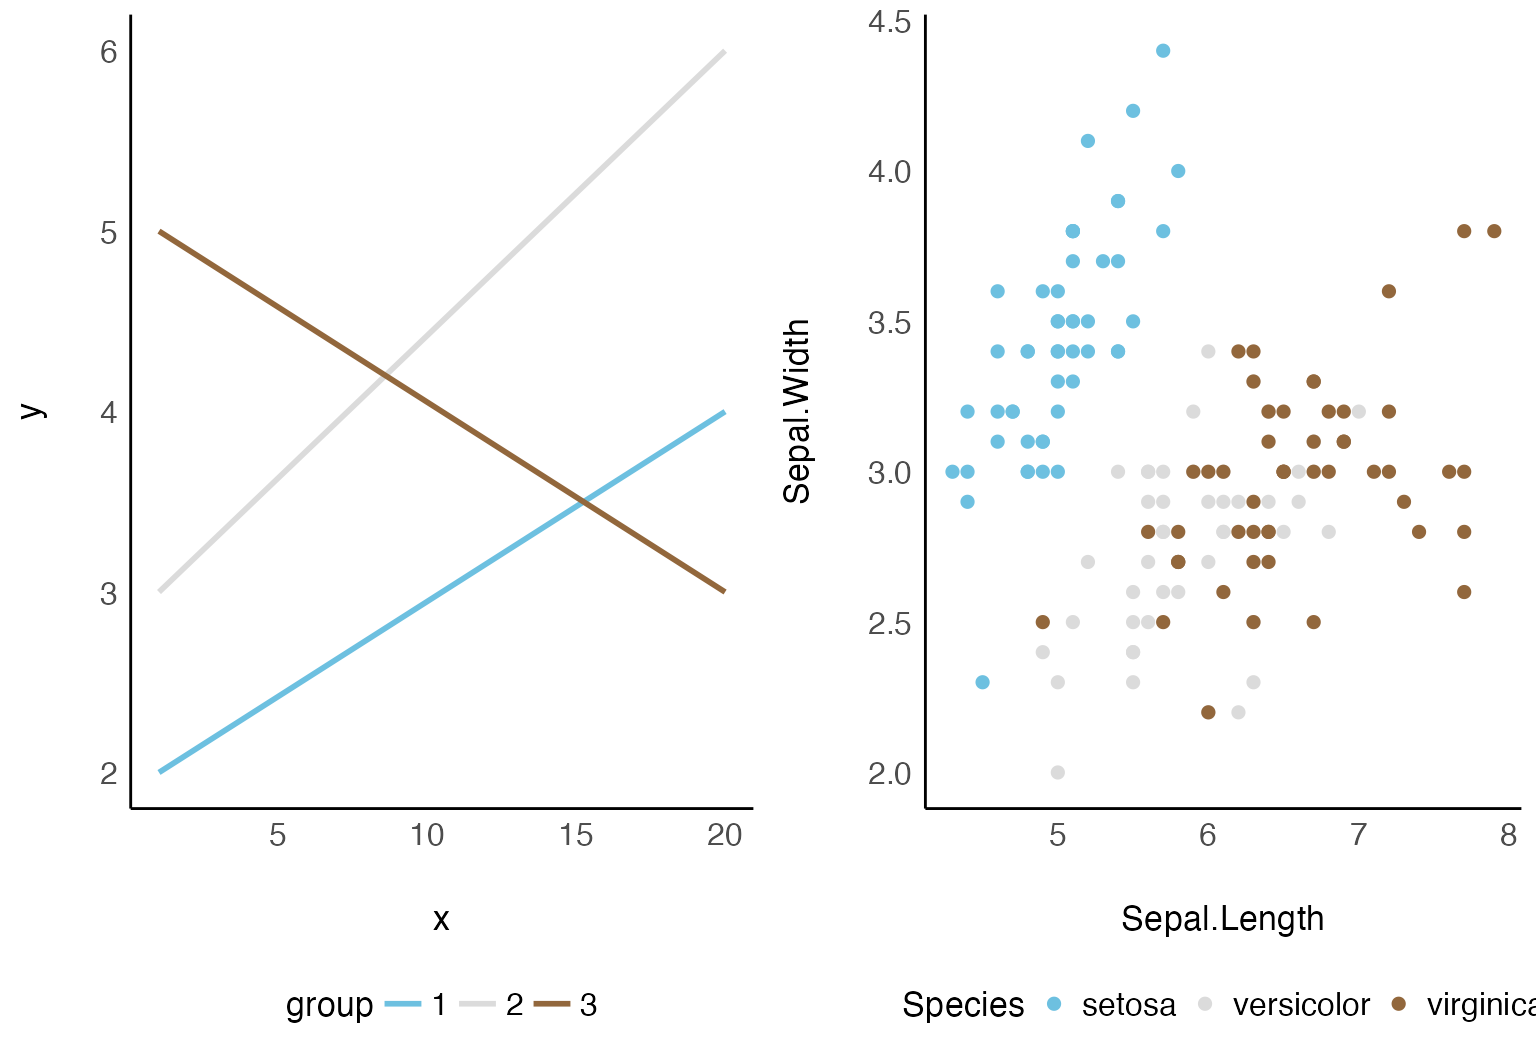 6
5
4
3
2
y
5 10 15 20
x
group 1 2 3
4.5
4.0
3.5
3.0
2.5
2.0
Sepal.Width
5 6 7 8
Sepal.Length
Species setosa versicolor virginica